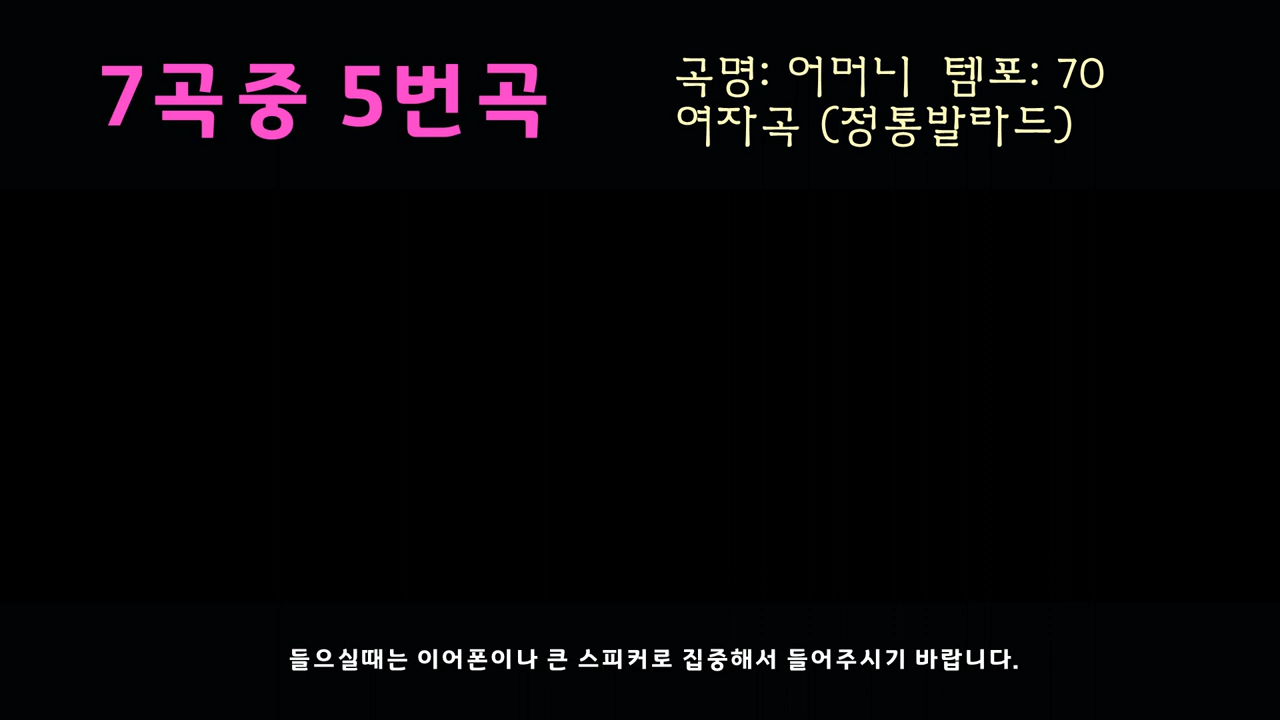 7곡중 5번곡
곡명: 어머니 템포: 70
여자곡 (정통발라드)
들으실때는 이어폰이나 큰 스피커로 집중해서 들어주시기 바랍니다.